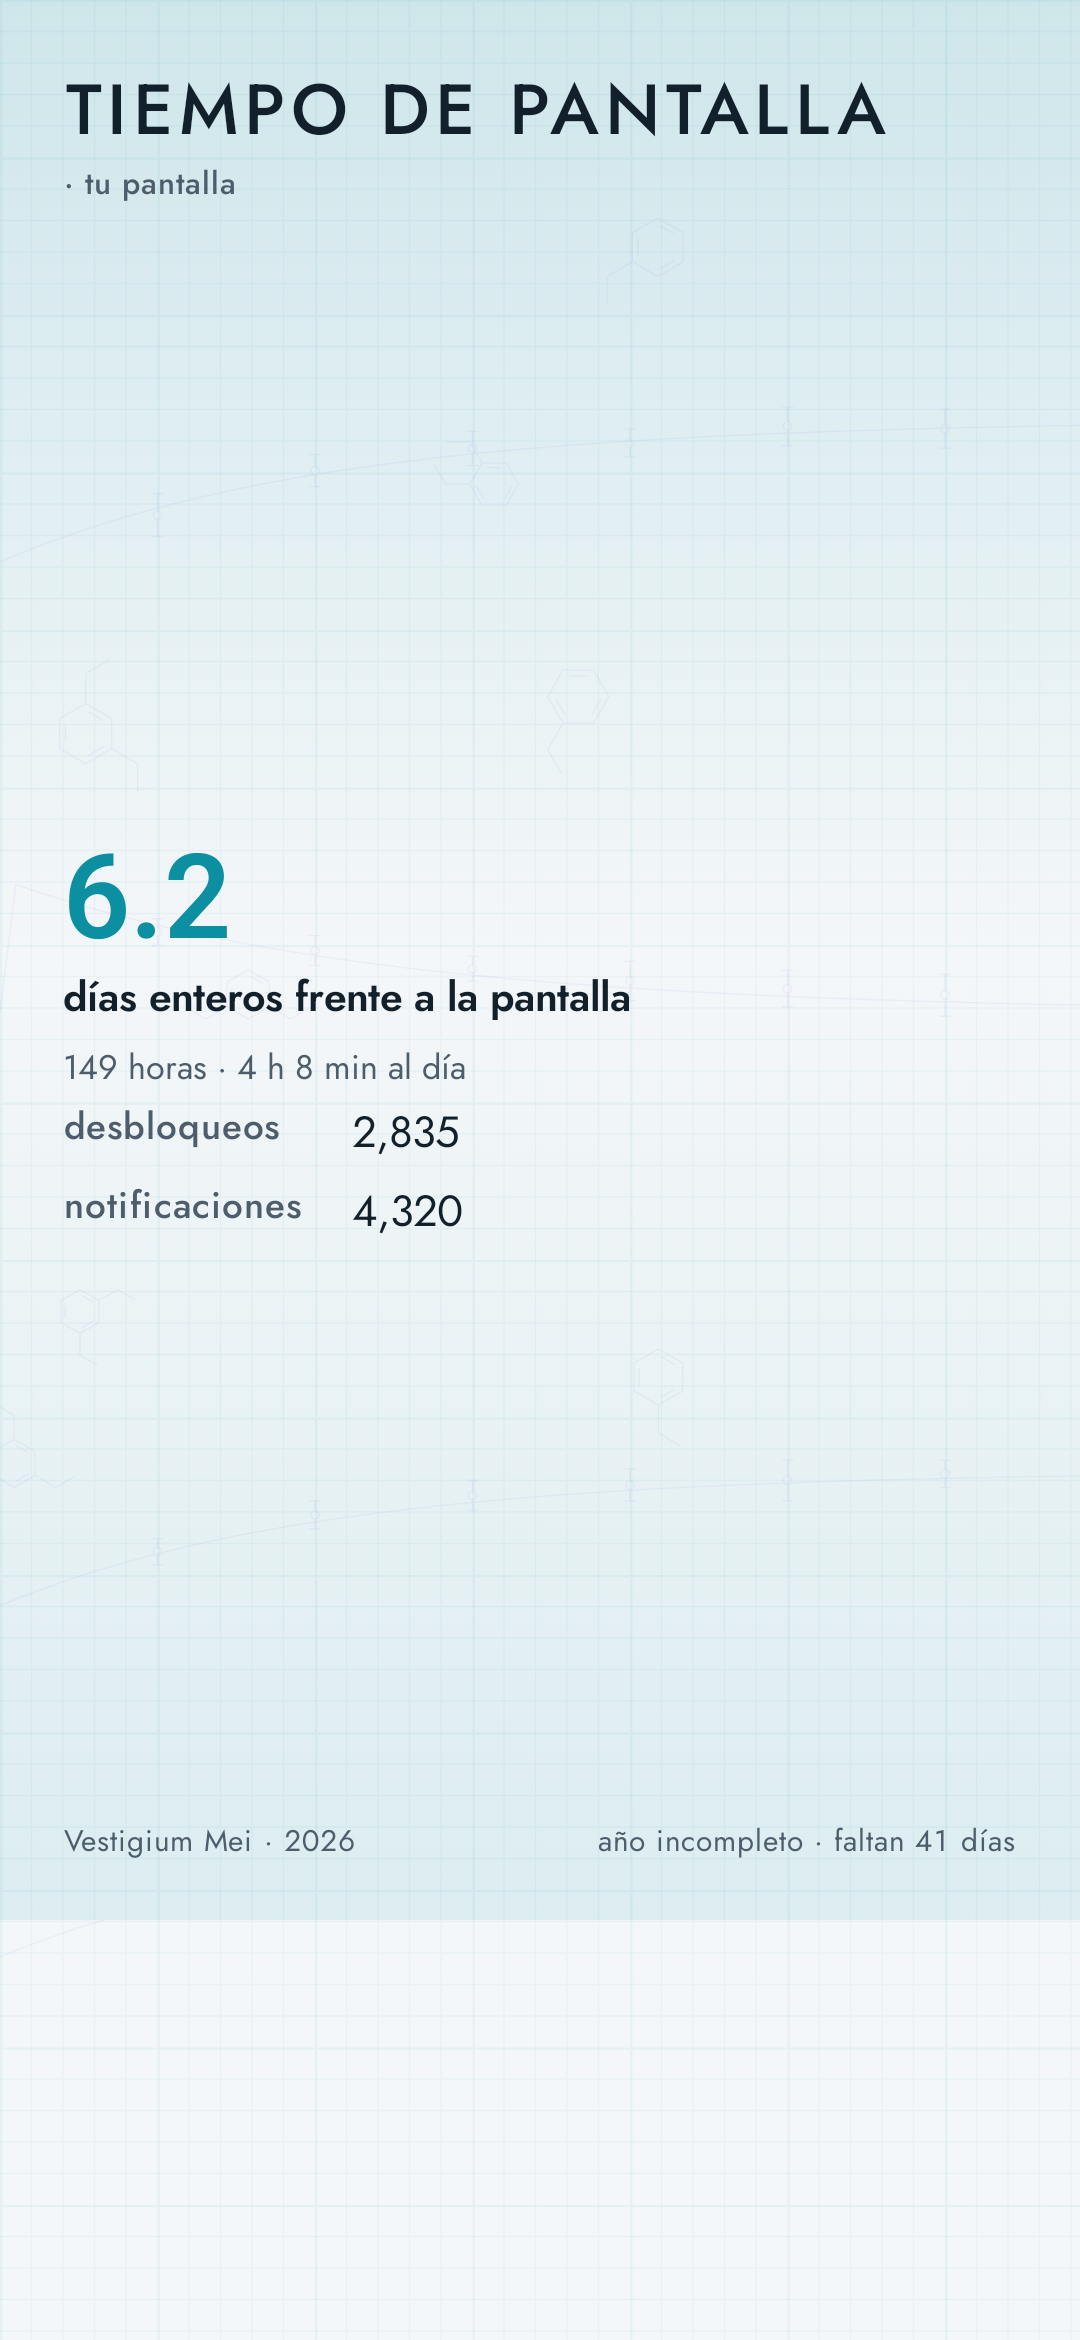 TIEMPO DE PANTALLA
· tu pantalla
6.2
días enteros frente a la pantalla
149 horas · 4 h 8 min al día
desbloqueos 2,835
notificaciones 4,320
Vestigium Mei · 2026 año incompleto · faltan 41 días